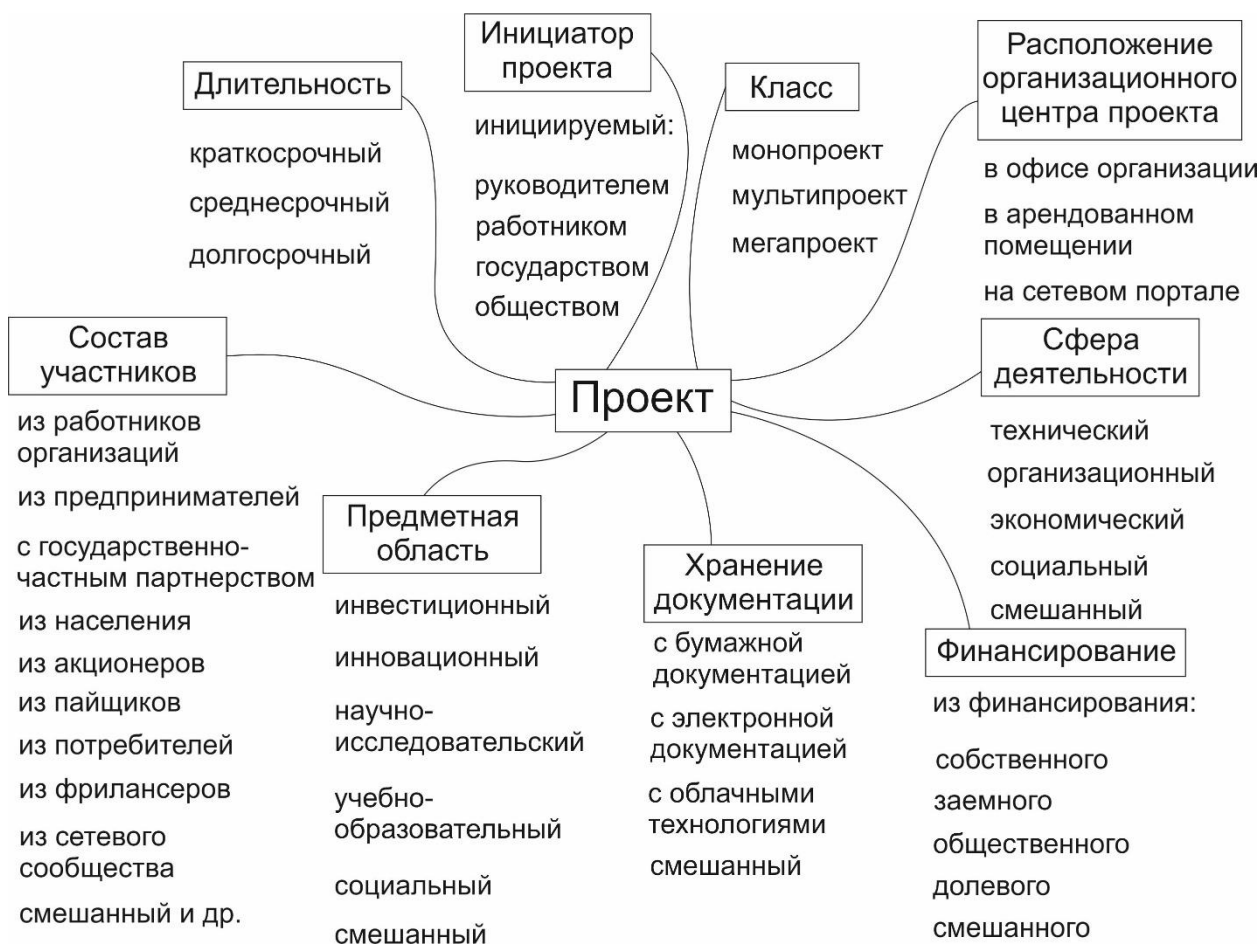 Инициатор
проекта
инициируемый:
руководителем
работником
государством
обществом
Длительность
краткосрочный
среднесрочный
долгосрочный
Класс
монопроект
мультипроект
мегапроект
Расположение
организационного
центра проекта
в офисе организации
в арендованном
помещении
на сетевом портале
Проект
Состав
участников
из работников
организаций
из предпринимателей
с государственно-
частным партнерством
из населения
из акционеров
из пайщиков
из потребителей
из фрилансеров
из сетевого
сообщества
смешанный и др.
Предметная
область
инвестиционный
инновационный
научно-
исследовательский
учебно-
образовательный
социальный
смешанный
Хранение
документации
с бумажной
документацией
с электронной
документацией
с облачными
технологиями
смешанный
Сфера
деятельности
технический
организационный
экономический
социальный
смешанный
Финансирование
из финансирования:
собственного
заемного
общественного
долевого
смешанного